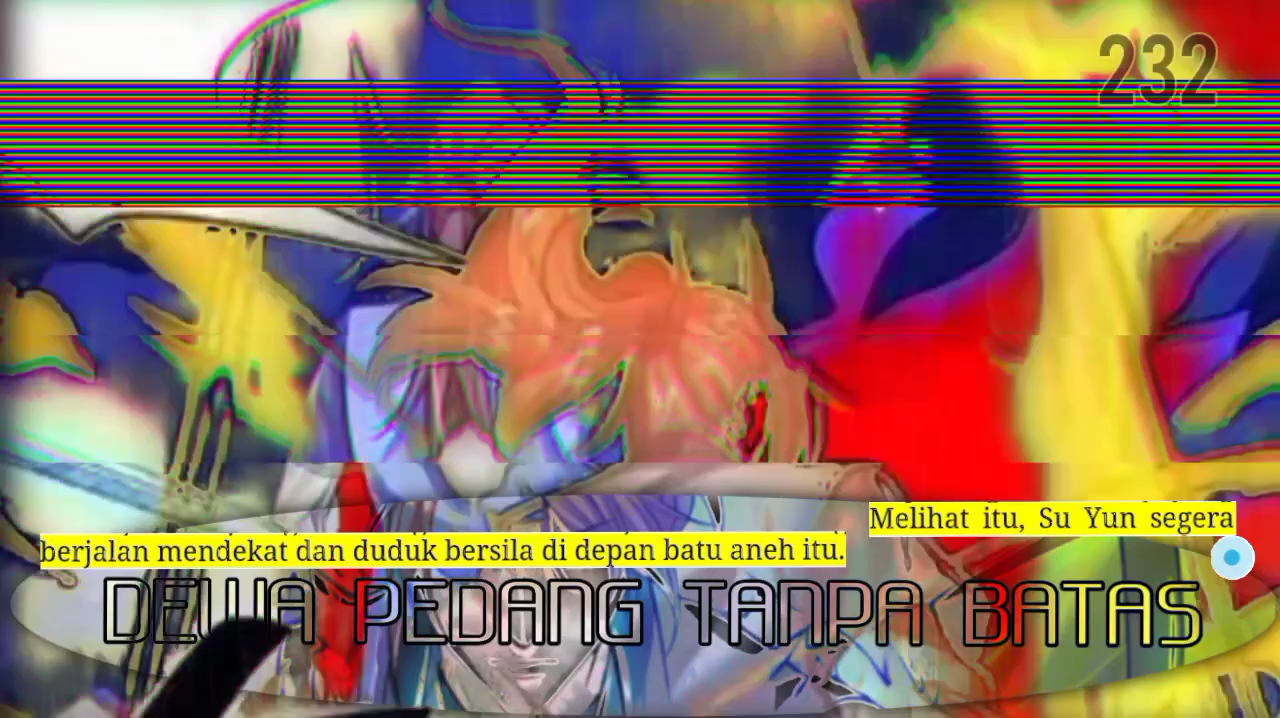 232
Melihat itu, Su Yun segera
berjalan mendekat dan duduk bersila di depan batu aneh itu.
DEWA PEDANG TANPA BATAS